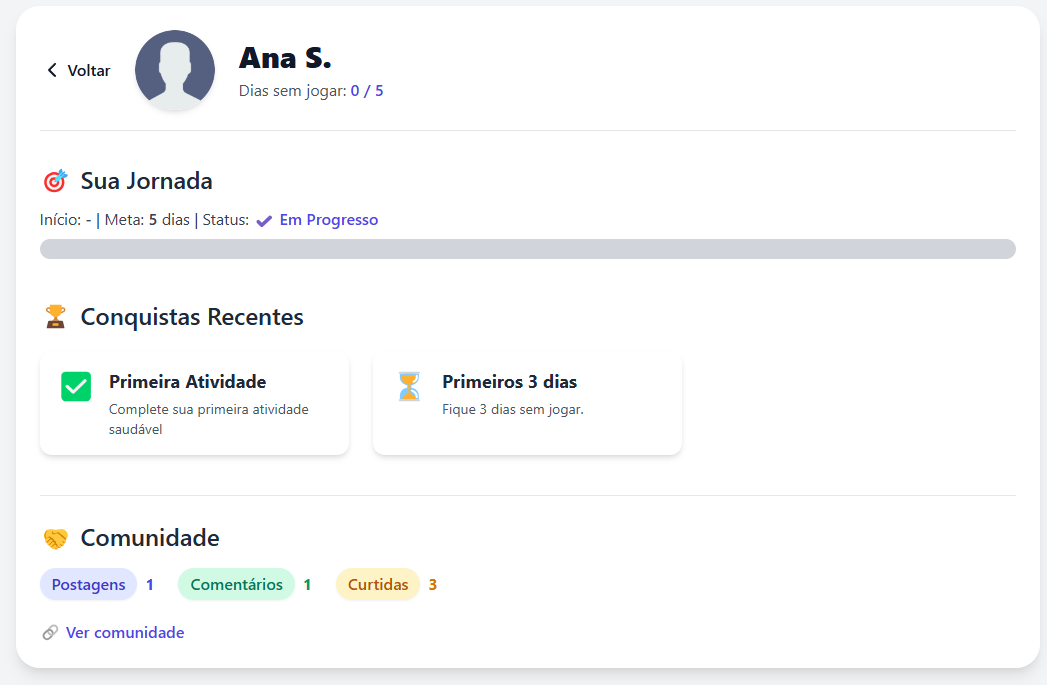 Voltar
Ana S.
Dias sem jogar: 0 / 5
Sua Jornada
Início: - | Meta: 5 dias | Status: Em Progresso
Conquistas Recentes
Primeira Atividade
Complete sua primeira atividade
saudável
Primeiros 3 dias
Fique 3 dias sem jogar.
Comunidade
Postagens 1 Comentários 1 Curtidas 3
Ver comunidade